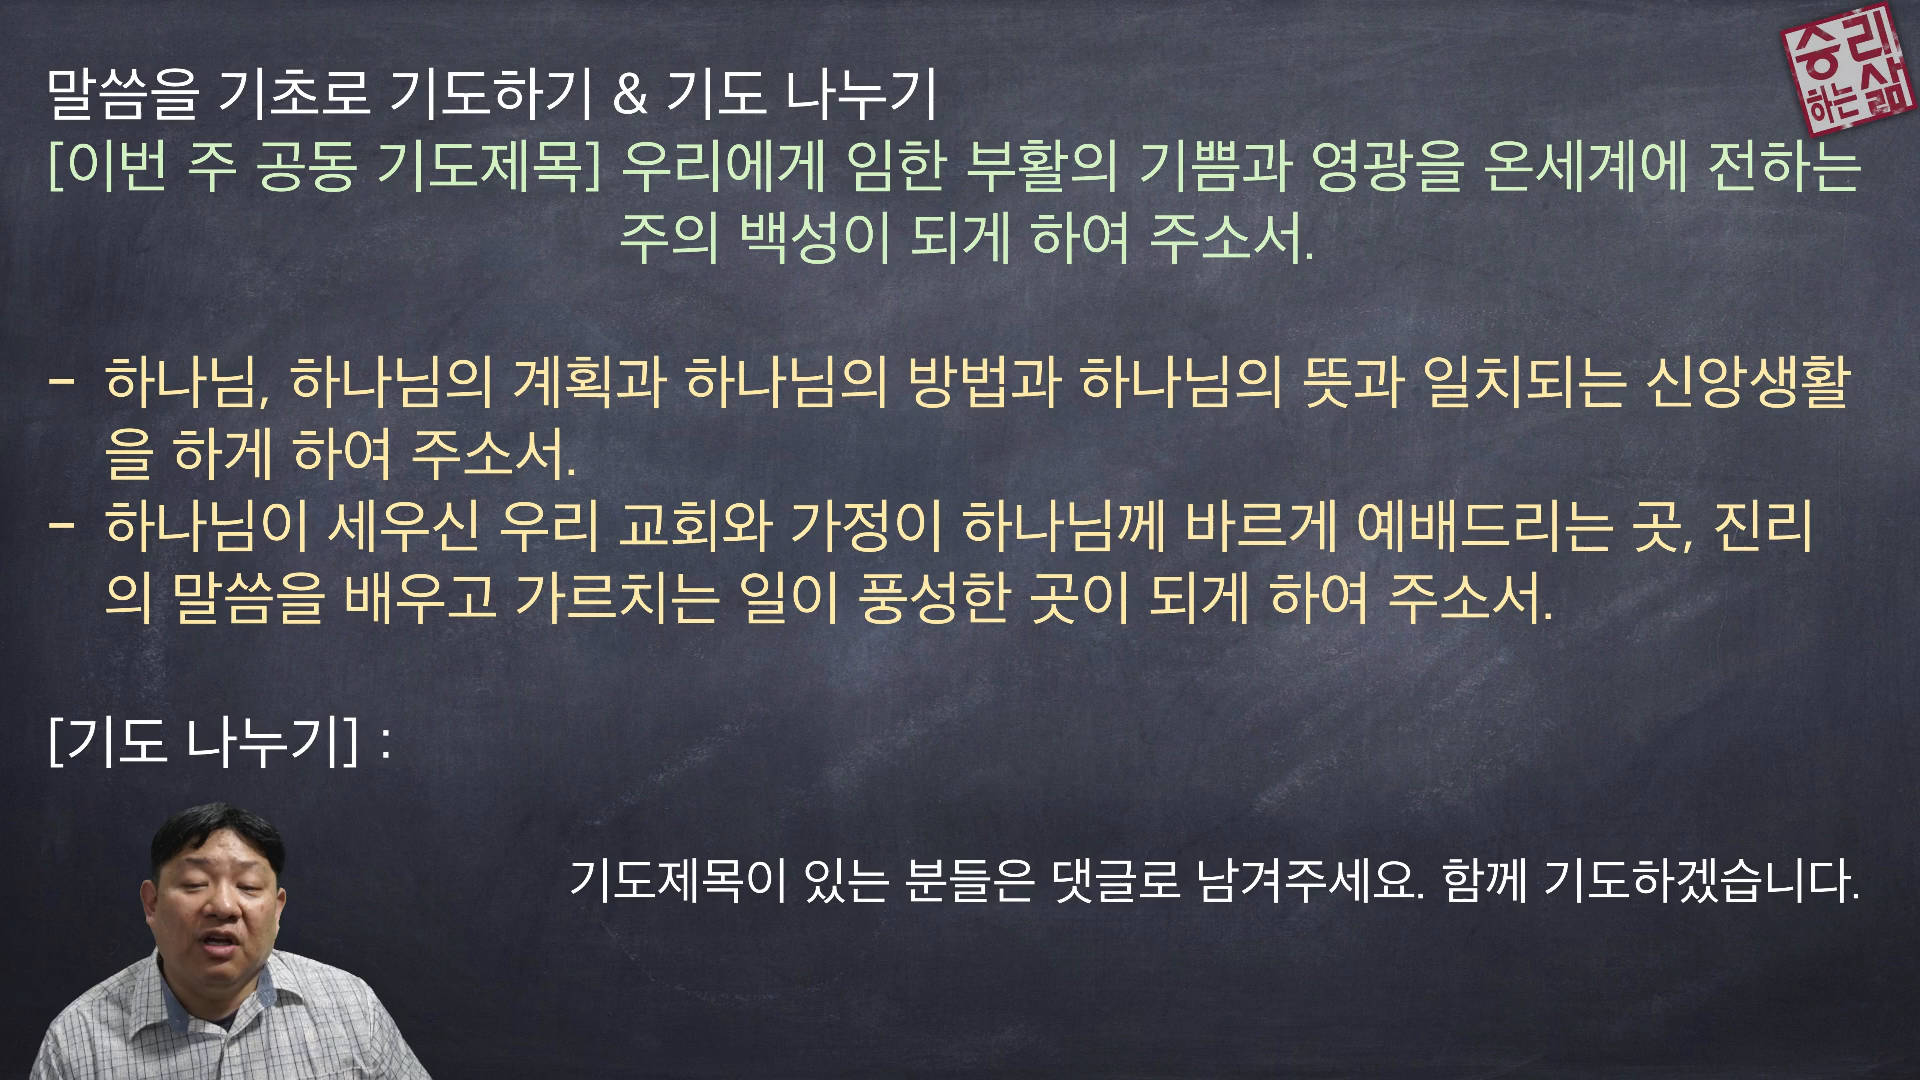 말씀을 기초로 기도하기 & 기도 나누기
[이번 주 공동 기도제목] 우리에게 임한 부활의 기쁨과 영광을 온세계에 전하는
주의 백성이 되게 하여 주소서.
- 하나님, 하나님의 계획과 하나님의 방법과 하나님의 뜻과 일치되는 신앙생활
을 하게 하여 주소서.
- 하나님이 세우신 우리 교회와 가정이 하나님께 바르게 예배드리는 곳, 진리
의 말씀을 배우고 가르치는 일이 풍성한 곳이 되게 하여 주소서.
[기도 나누기] :
기도제목이 있는 분들은 댓글로 남겨주세요. 함께 기도하겠습니다.
승리
하는 삶